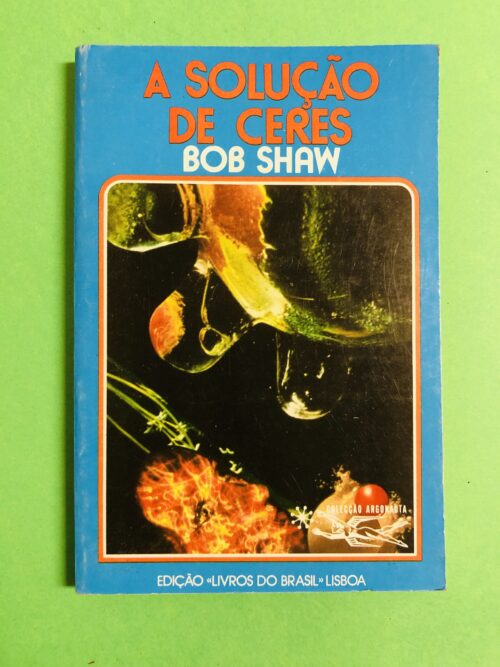 A SOLUÇÃO
DE CERES
BOB SHAW
COLECÇÃO ARGONAUTA
EDIÇÃO «LIVROS DO BRASIL» LISBOA